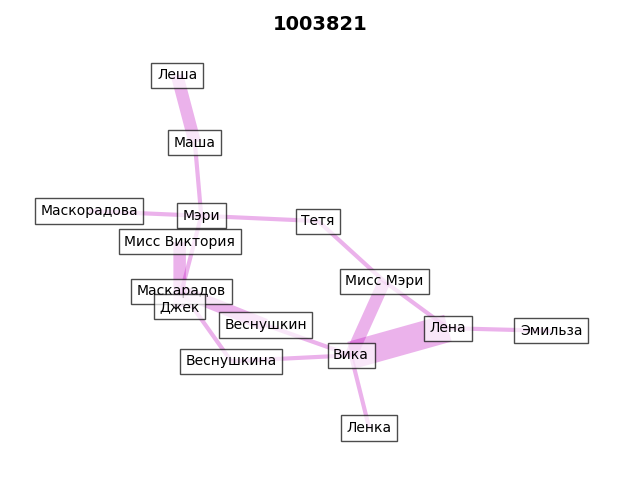 1003821
Леша
Маша
Маскорадова
Мэри
Тетя
Мисс Виктория
Мисс Мэри
Маскарадов
Джек
Веснушкин
Лена
Эмильза
Вика
Веснушкина
Ленка